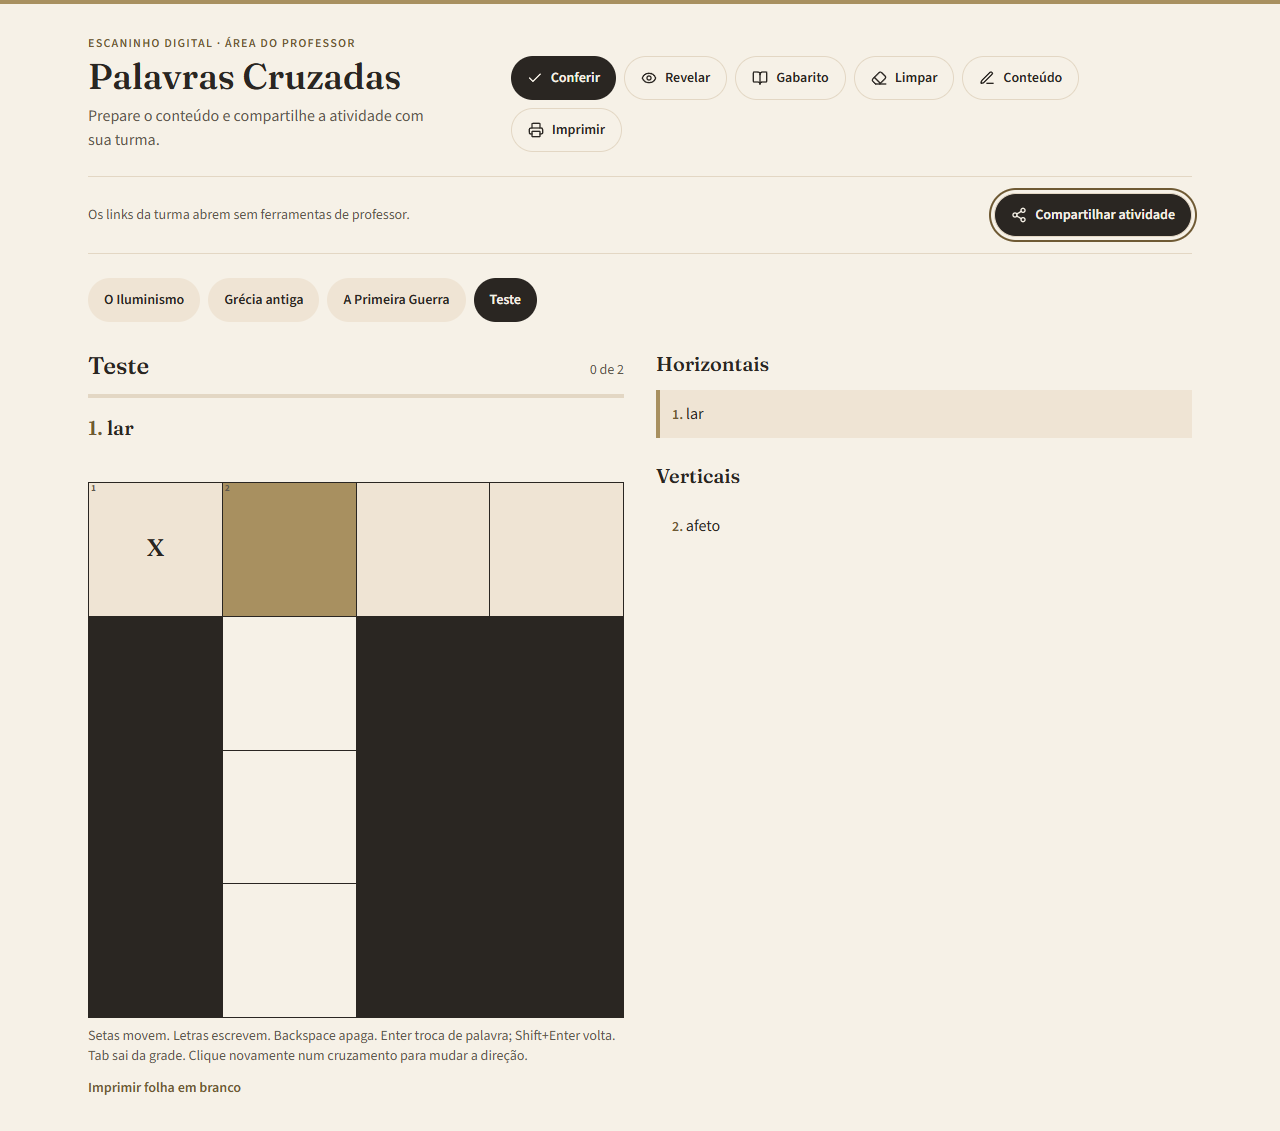 ESCANINHO DIGITAL · ÁREA DO PROFESSOR
Palavras Cruzadas
Prepare o conteúdo e compartilhe a atividade com
sua turma.
Conferir
Revelar
Gabarito
Limpar
Conteúdo
Imprimir
Os links da turma abrem sem ferramentas de professor.
Compartilhar atividade
O Iluminismo
Grécia antiga
A Primeira Guerra
Teste
Teste
0 de 2
1. lar
1
2
X
Setas movem. Letras escrevem. Backspace apaga. Enter troca de palavra; Shift+Enter volta.
Tab sai da grade. Clique novamente num cruzamento para mudar a direção.
Imprimir folha em branco
Horizontais
1. lar
Verticais
2. afeto